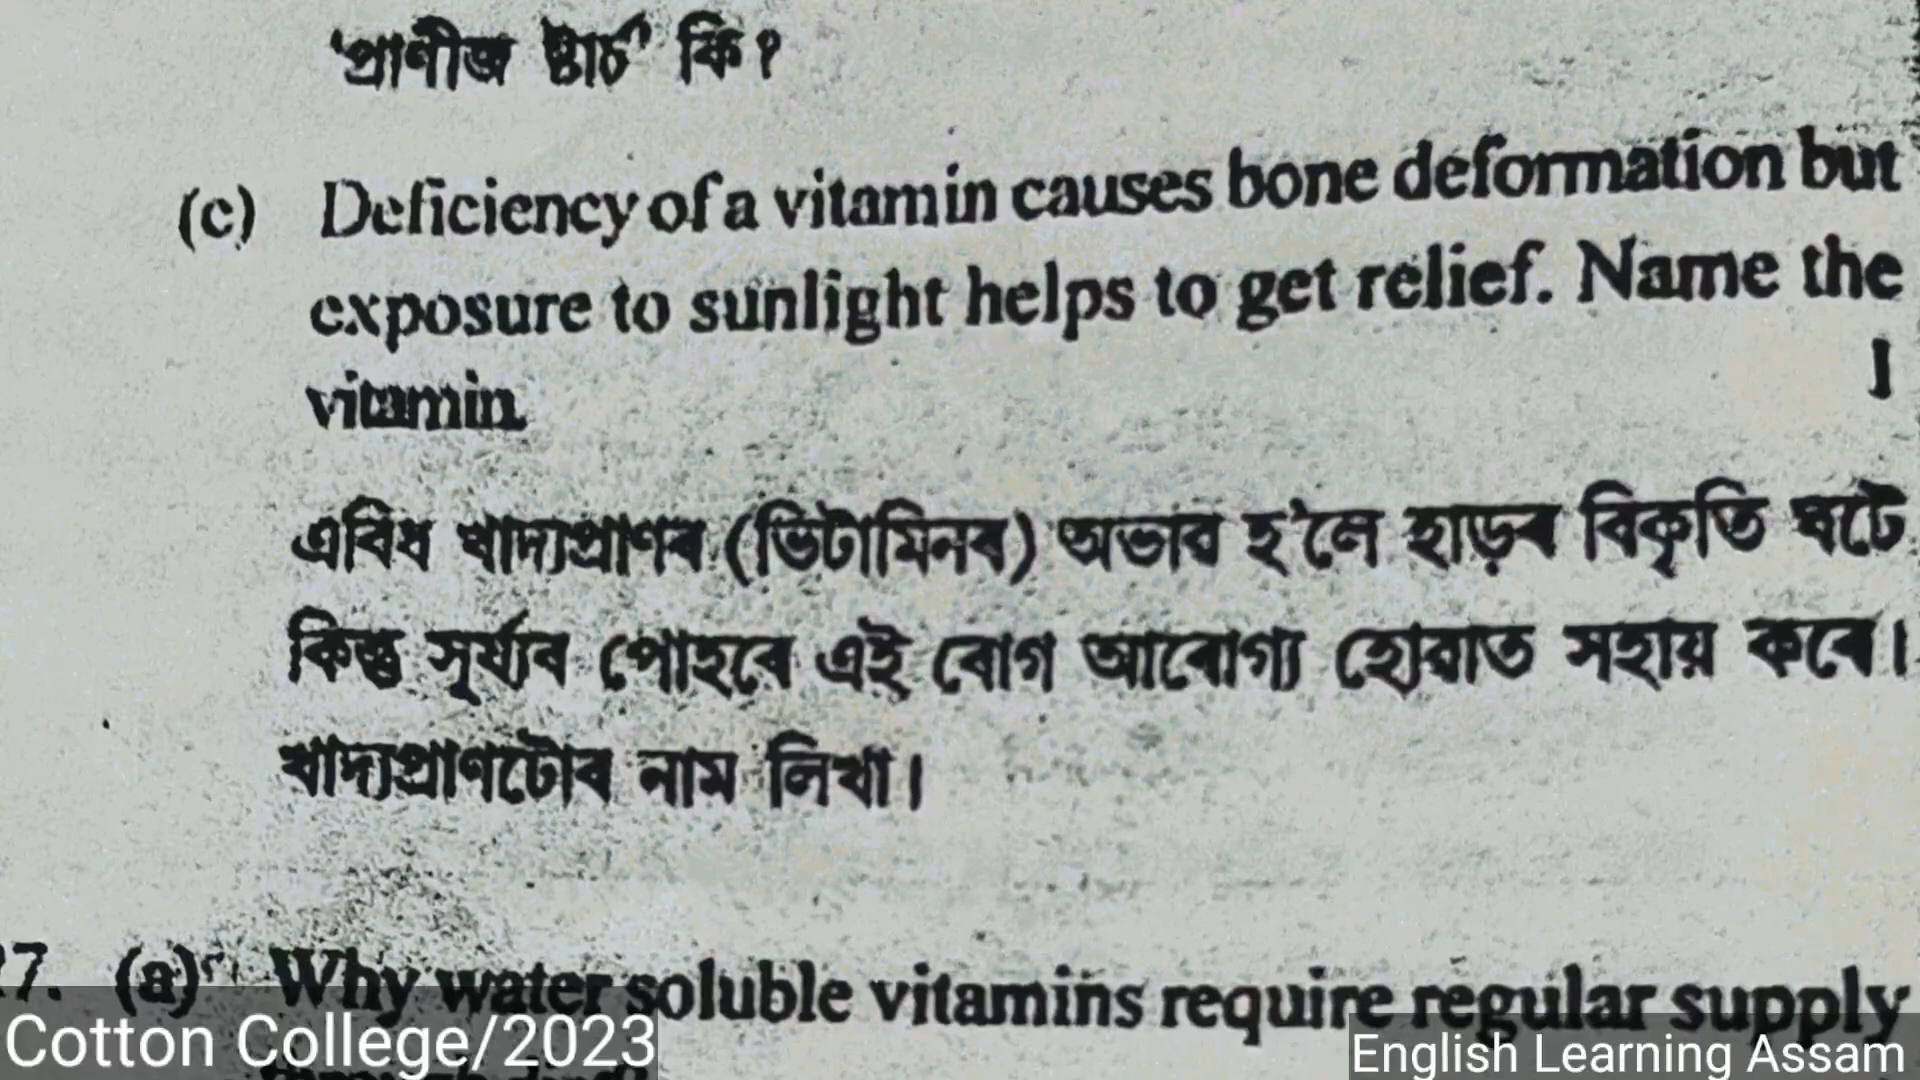 'প্ৰাণীজ ষ্টাৰ্চ' কি?
(c) Deficiency of a vitamin causes bone deformation but
exposure to sunlight helps to get relief. Name the
vitamin. 1
এবিধ খাদ্যপ্ৰাণৰ (ভিটামিনৰ) অভাৱ হ'লে হাড়ৰ বিকৃতি ঘটে
কিন্তু সূৰ্য্যৰ পোহৰে এই ৰোগ আৰোগ্য হোৱাত সহায় কৰে।
খাদ্যপ্ৰাণটোৰ নাম লিখা।
7. (a) Why water soluble vitamins require regular supply
Cotton College/2023
English Learning Assam